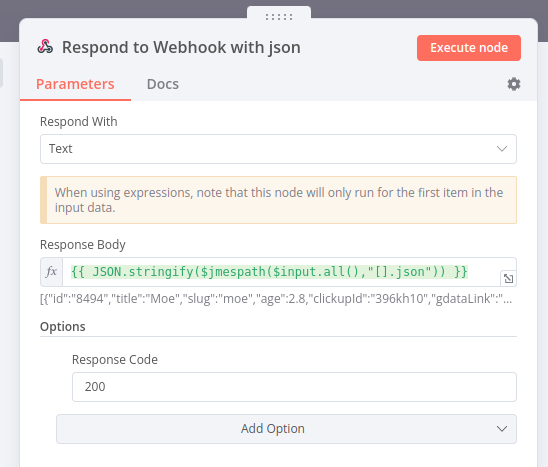 Respond to Webhook with json
Execute node
Parameters
Docs
Respond With
Text
When using expressions, note that this node will only run for the first item in the
input data.
Response Body
fx
{{ JSON.stringify($jmespath($input.all(),"[].json")) }}
[{"id":"8494","title":"Moe","slug":"moe","age":2.8,"clickupId":"396kh10","gdataLink":"...
Options
Response Code
200
Add Option